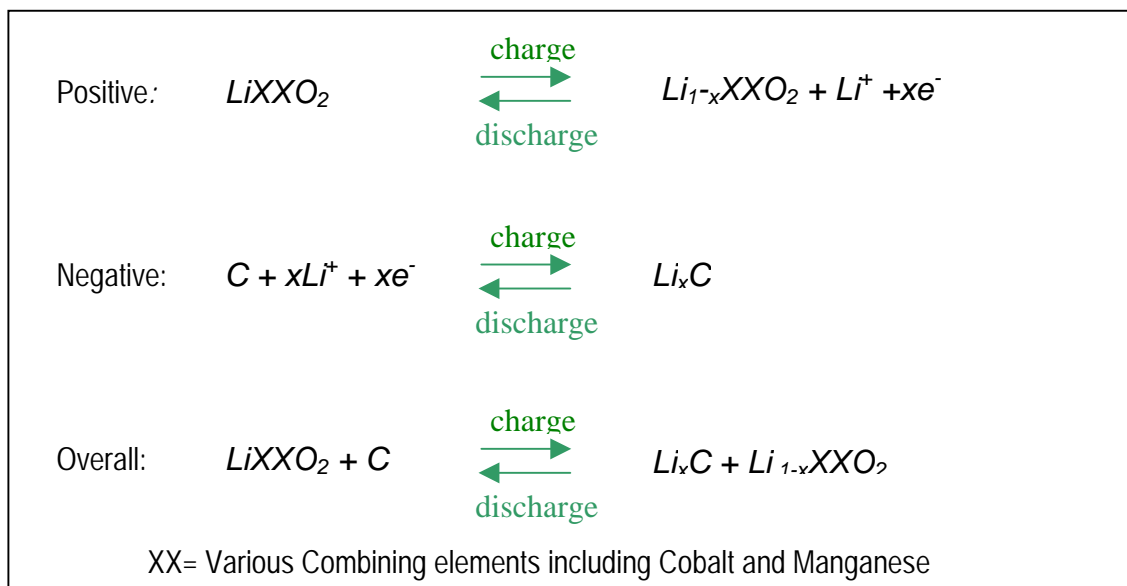 charge
Positive: LiXXO₂ Li₁₋ₓXXO₂ + Li⁺ +xe⁻
discharge
charge
Negative: C + xLi⁺ + xe⁻ LiₓC
discharge
charge
Overall: LiXXO₂ + C LiₓC + Li ₁₋ₓXXO₂
discharge
XX= Various Combining elements including Cobalt and Manganese